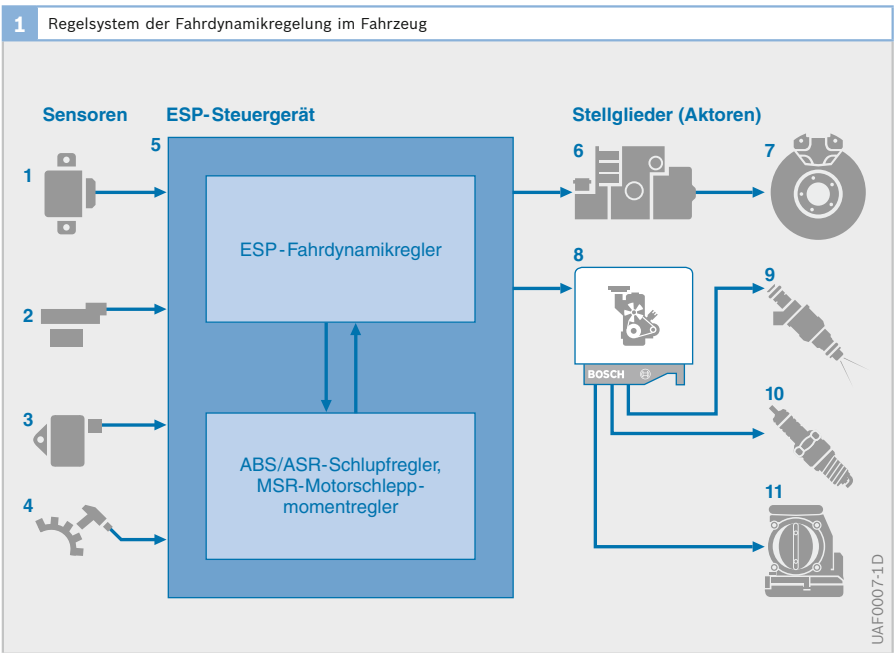 1 Regelsystem der Fahrdynamikregelung im Fahrzeug
Sensoren
ESP-Steuergerät
Stellglieder (Aktoren)
5
6
7
1
ESP-Fahrdynamikregler
8
9
2
BOSCH
3
10
ABS/ASR-Schlupfregler,
MSR-Motorschlepp-
momentregler
4
11
UAF0007-1D